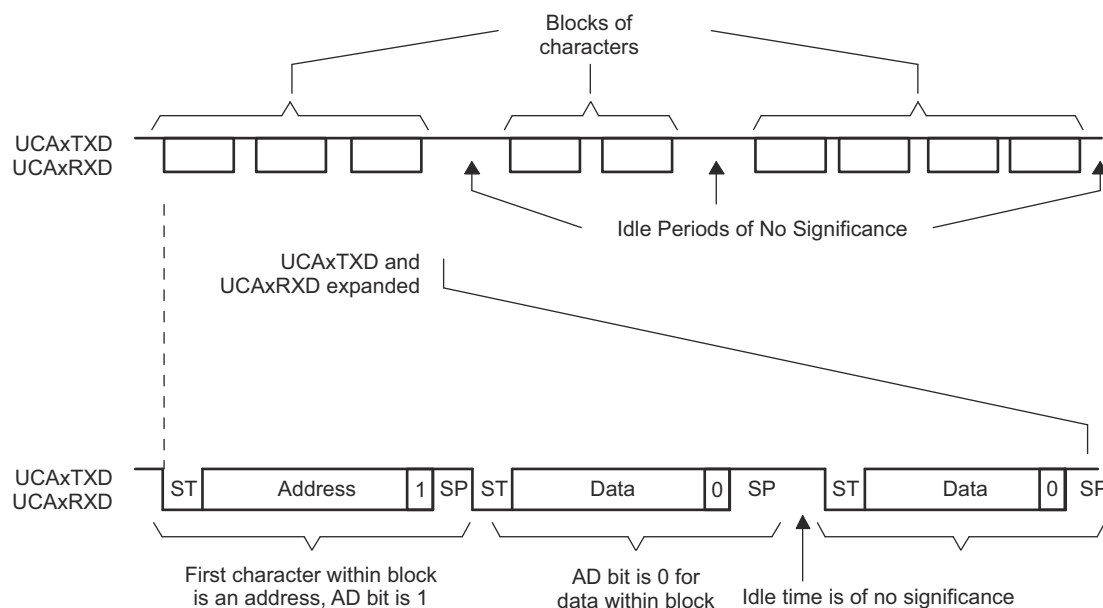 Blocks of
characters
UCAxTXD
UCAxRXD
Idle Periods of No Significance
UCAxTXD and
UCAxRXD expanded
UCAxTXD
UCAxRXD
ST Address 1 SP ST Data 0 SP ST Data 0 SP
First character within block
is an address, AD bit is 1
AD bit is 0 for
data within block
Idle time is of no significance